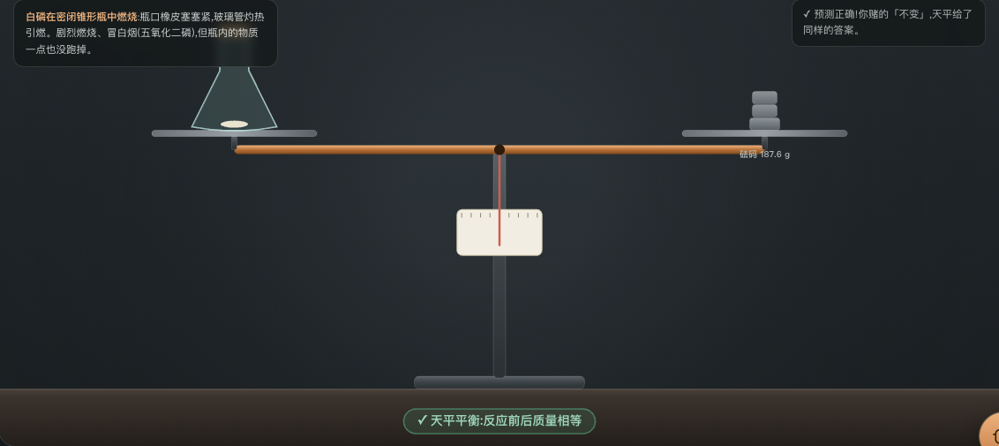 白磷在密闭锥形瓶中燃烧:瓶口橡皮塞塞紧,玻璃管灼热
引燃。剧烈燃烧、冒白烟(五氧化二磷),但瓶内的物质
一点也没跑掉。
✓ 预测正确!你赌的「不变」,天平给了
同样的答案。
砝码 187.6 g
✓ 天平平衡:反应前后质量相等